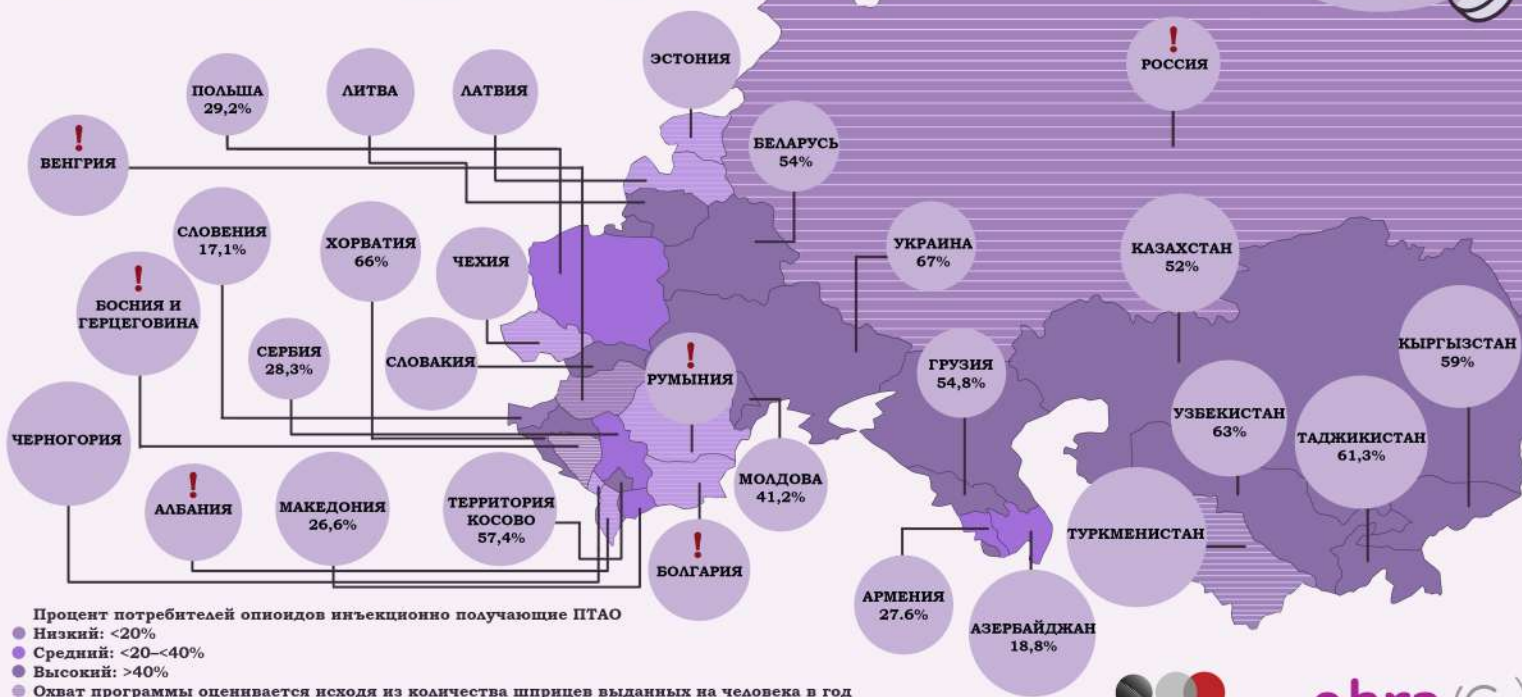 ЭСТОНИЯ
!
РОССИЯ
ПОЛЬША
29,2%
ЛИТВА
ЛАТВИЯ
!
ВЕНГРИЯ
БЕЛАРУСЬ
54%
СЛОВЕНИЯ
17,1%
ХОРВАТИЯ
66%
ЧЕХИЯ
УКРАИНА
67%
КАЗАХСТАН
52%
!
БОСНИЯ И
ГЕРЦЕГОВИНА
СЕРБИЯ
28,3%
СЛОВАКИЯ
!
РУМЫНИЯ
ГРУЗИЯ
54,8%
КЫРГЫЗСТАН
59%
УЗБЕКИСТАН
63%
ТАДЖИКИСТАН
61,3%
ЧЕРНОГОРИЯ
!
АЛБАНИЯ
МАКЕДОНИЯ
26,6%
ТЕРРИТОРИЯ
КОСОВО
57,4%
МОЛДОВА
41,2%
!
БОЛГАРИЯ
ТУРКМЕНИСТАН
АРМЕНИЯ
27.6%
АЗЕРБАЙДЖАН
18,8%
Процент потребителей опиоидов инъекционно получающие ПТАО
Низкий: <20%
Средний: <20–<40%
Высокий: >40%
Охват программы оценивается исходя из количества шприцев выданных на человека в год